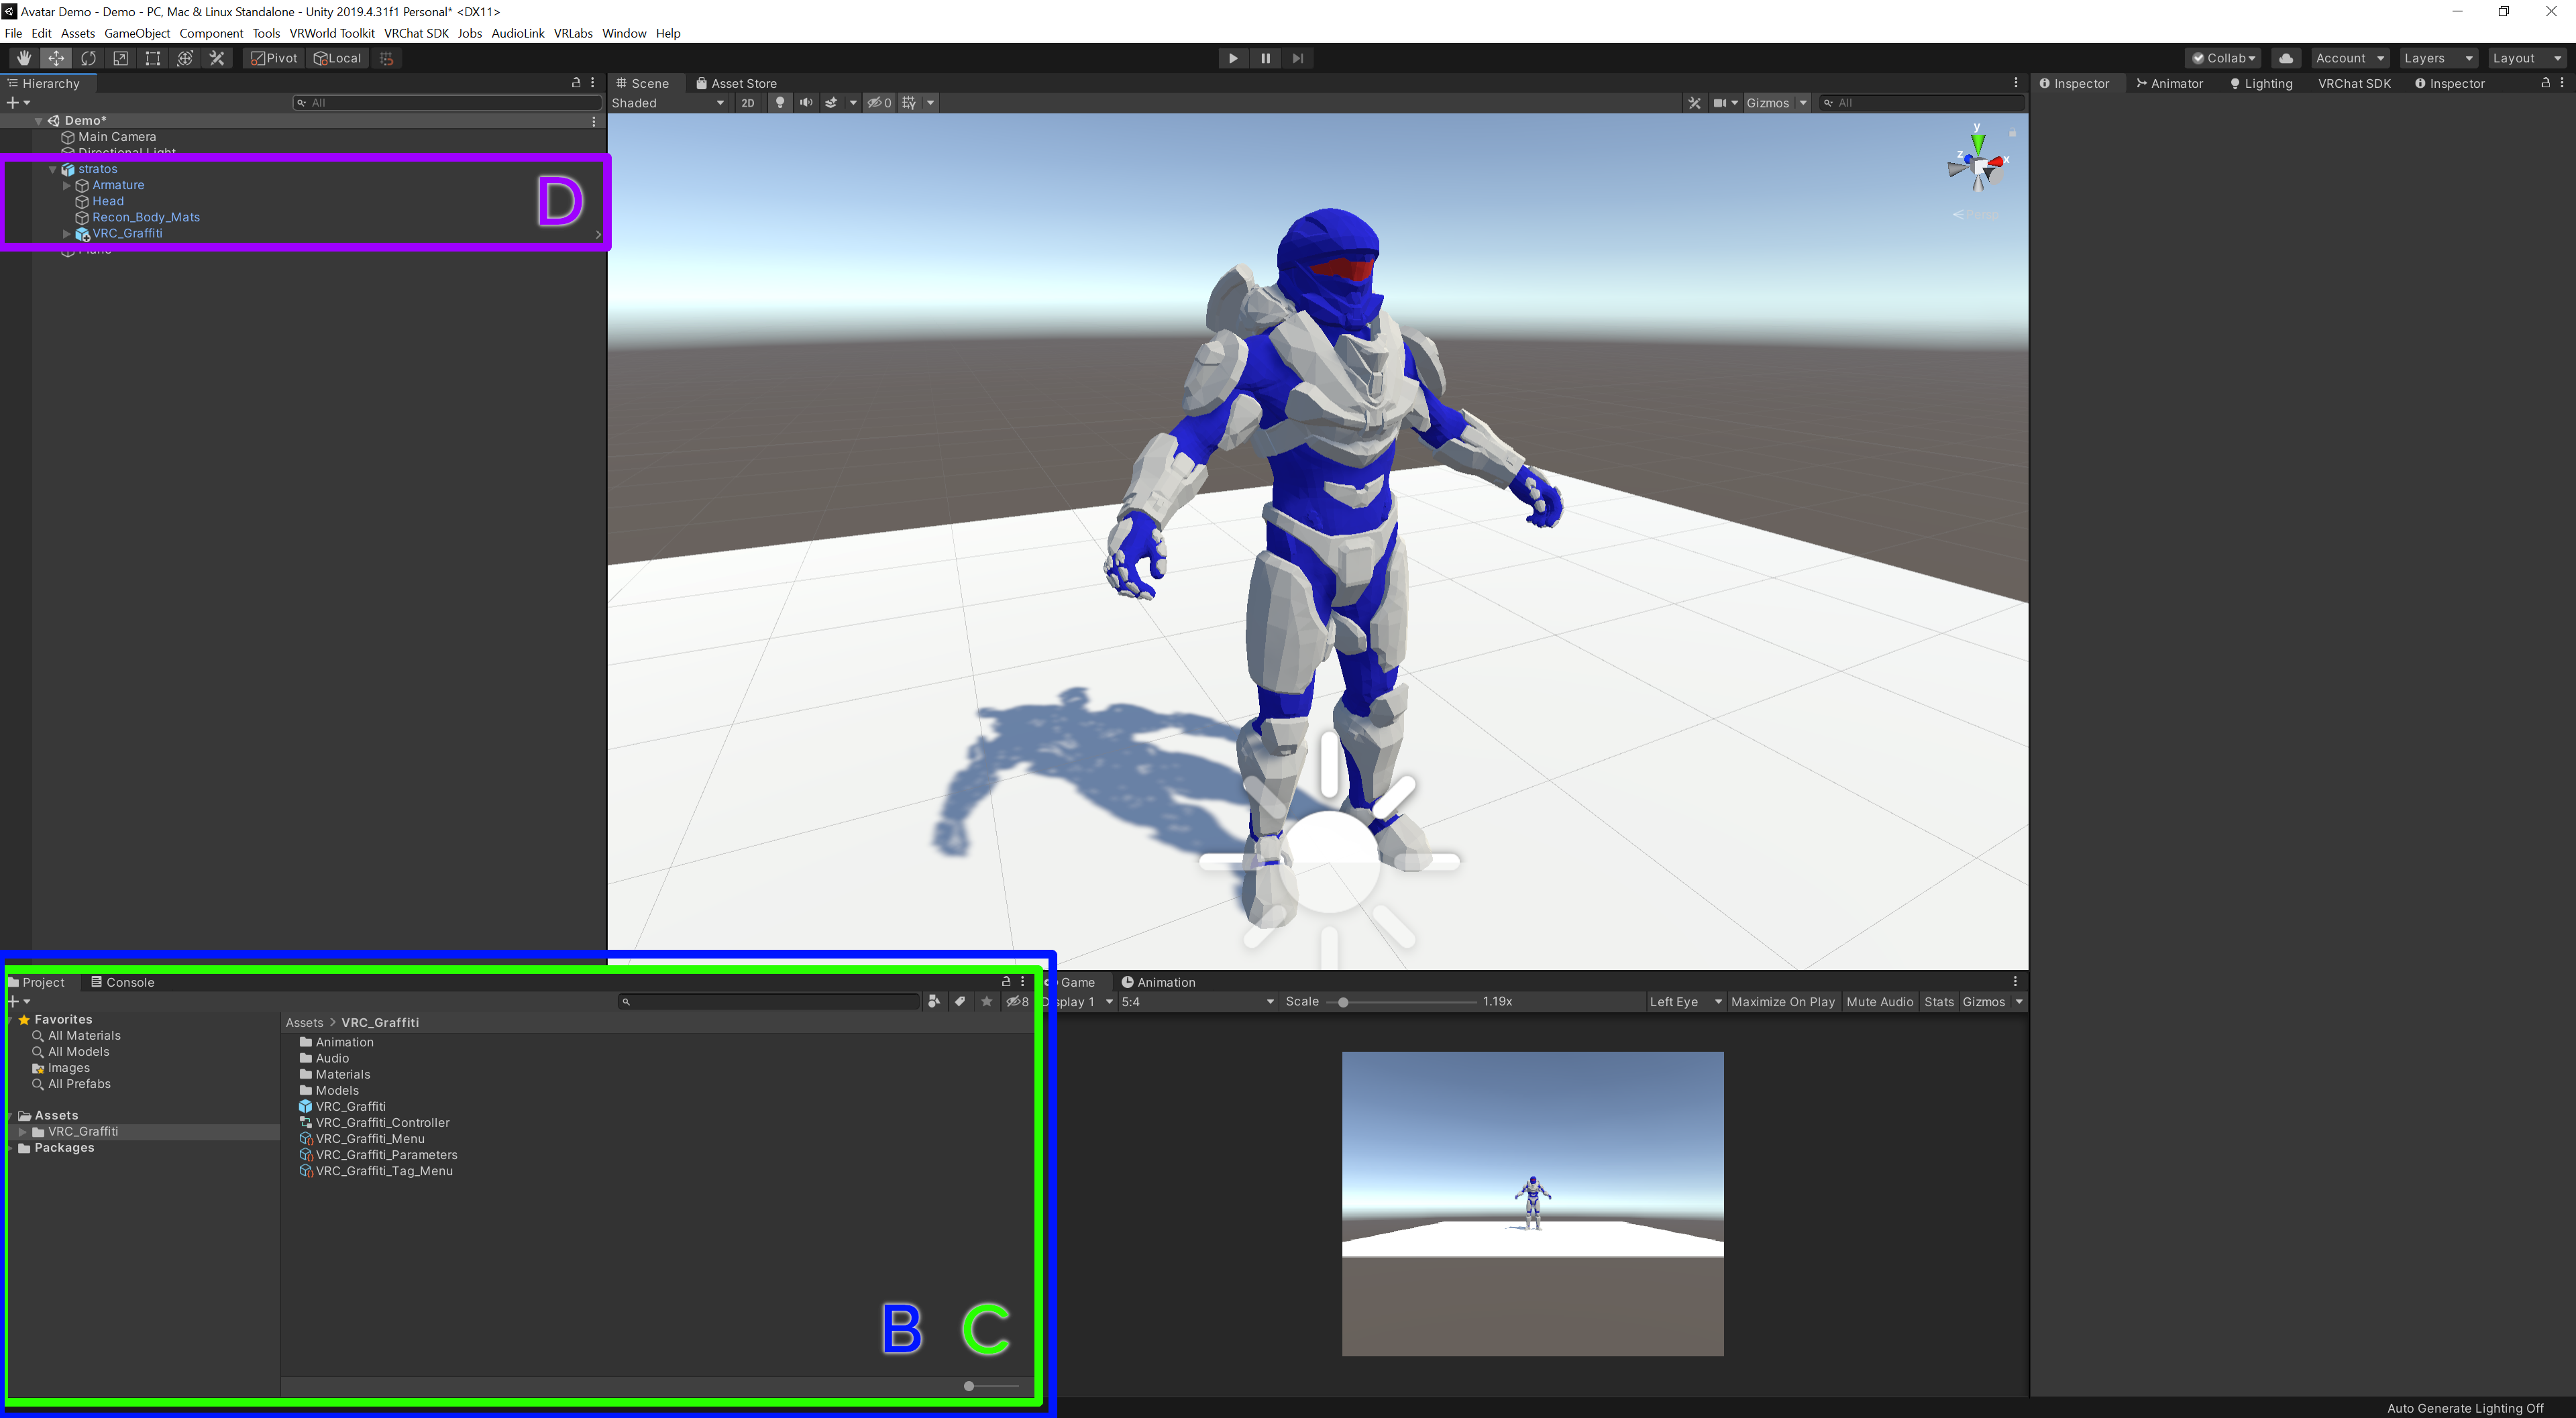 Avatar Demo - Demo - PC, Mac & Linux Standalone - Unity 2019.4.31f1 Personal* <DX11>
File Edit Assets GameObject Component Tools VRWorld Toolkit VRChat SDK Jobs AudioLink VRLabs Window Help
Pivot Local Collab Account Layers Layout
Hierarchy
All
Demo*
Main Camera
Directional Light
stratos
Armature
Head
Recon_Body_Mats
VRC_Graffiti
Plane
D
Scene Asset Store
Shaded 2D 0 Gizmos All
y
z x
Persp
Inspector Animator Lighting VRChat SDK Inspector
Project Console
8
Favorites
All Materials
All Models
Images
All Prefabs
Assets
VRC_Graffiti
Packages
Assets > VRC_Graffiti
Animation
Audio
Materials
Models
VRC_Graffiti
VRC_Graffiti_Controller
VRC_Graffiti_Menu
VRC_Graffiti_Parameters
VRC_Graffiti_Tag_Menu
B C
Game Animation
Display 1 5:4 Scale 1.19x Left Eye Maximize On Play Mute Audio Stats Gizmos
Auto Generate Lighting Off